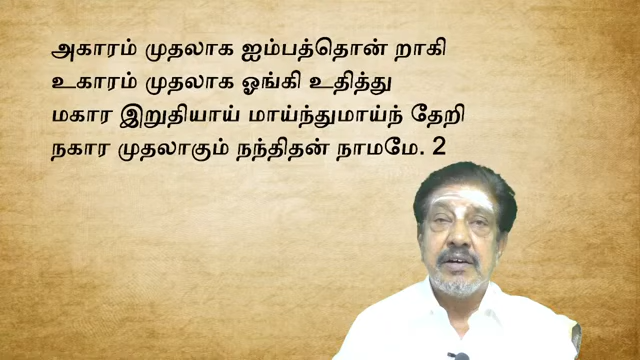 அகாரம் முதலாக ஐம்பத்தொன் றாகி
உகாரம் முதலாக ஓங்கி உதித்து
மகார இறுதியாய் மாய்ந்துமாய்ந் தேறி
நகார முதலாகும் நந்திதன் நாமமே. 2